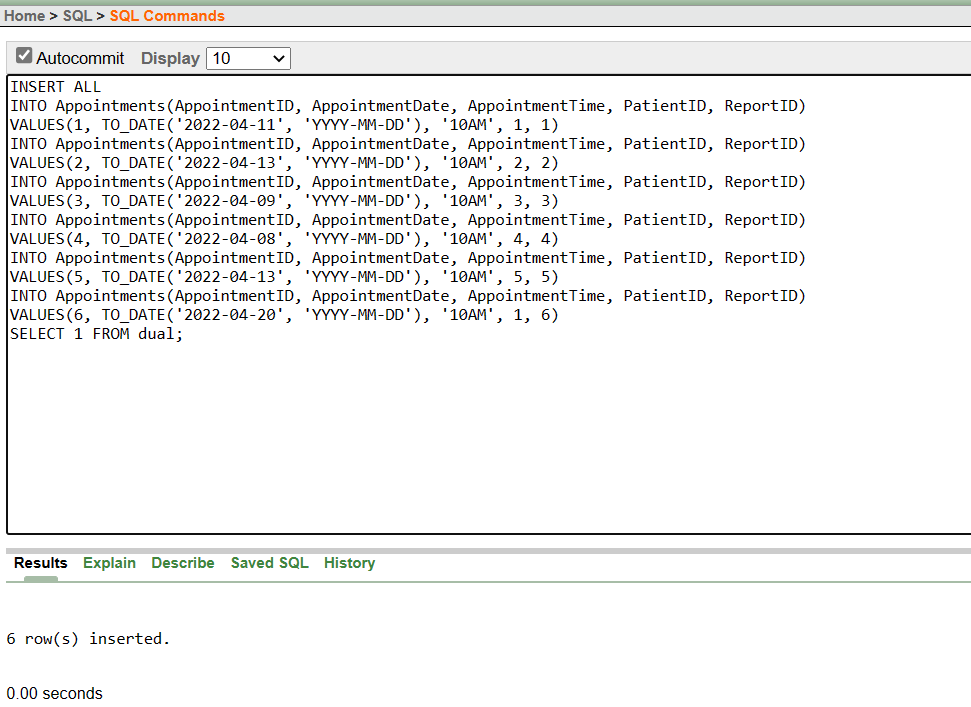 Home > SQL > SQL Commands
Autocommit Display 10
INSERT ALL
INTO Appointments(AppointmentID, AppointmentDate, AppointmentTime, PatientID, ReportID)
VALUES(1, TO_DATE('2022-04-11', 'YYYY-MM-DD'), '10AM', 1, 1)
INTO Appointments(AppointmentID, AppointmentDate, AppointmentTime, PatientID, ReportID)
VALUES(2, TO_DATE('2022-04-13', 'YYYY-MM-DD'), '10AM', 2, 2)
INTO Appointments(AppointmentID, AppointmentDate, AppointmentTime, PatientID, ReportID)
VALUES(3, TO_DATE('2022-04-09', 'YYYY-MM-DD'), '10AM', 3, 3)
INTO Appointments(AppointmentID, AppointmentDate, AppointmentTime, PatientID, ReportID)
VALUES(4, TO_DATE('2022-04-08', 'YYYY-MM-DD'), '10AM', 4, 4)
INTO Appointments(AppointmentID, AppointmentDate, AppointmentTime, PatientID, ReportID)
VALUES(5, TO_DATE('2022-04-13', 'YYYY-MM-DD'), '10AM', 5, 5)
INTO Appointments(AppointmentID, AppointmentDate, AppointmentTime, PatientID, ReportID)
VALUES(6, TO_DATE('2022-04-20', 'YYYY-MM-DD'), '10AM', 1, 6)
SELECT 1 FROM dual;
Results Explain Describe Saved SQL History
6 row(s) inserted.
0.00 seconds